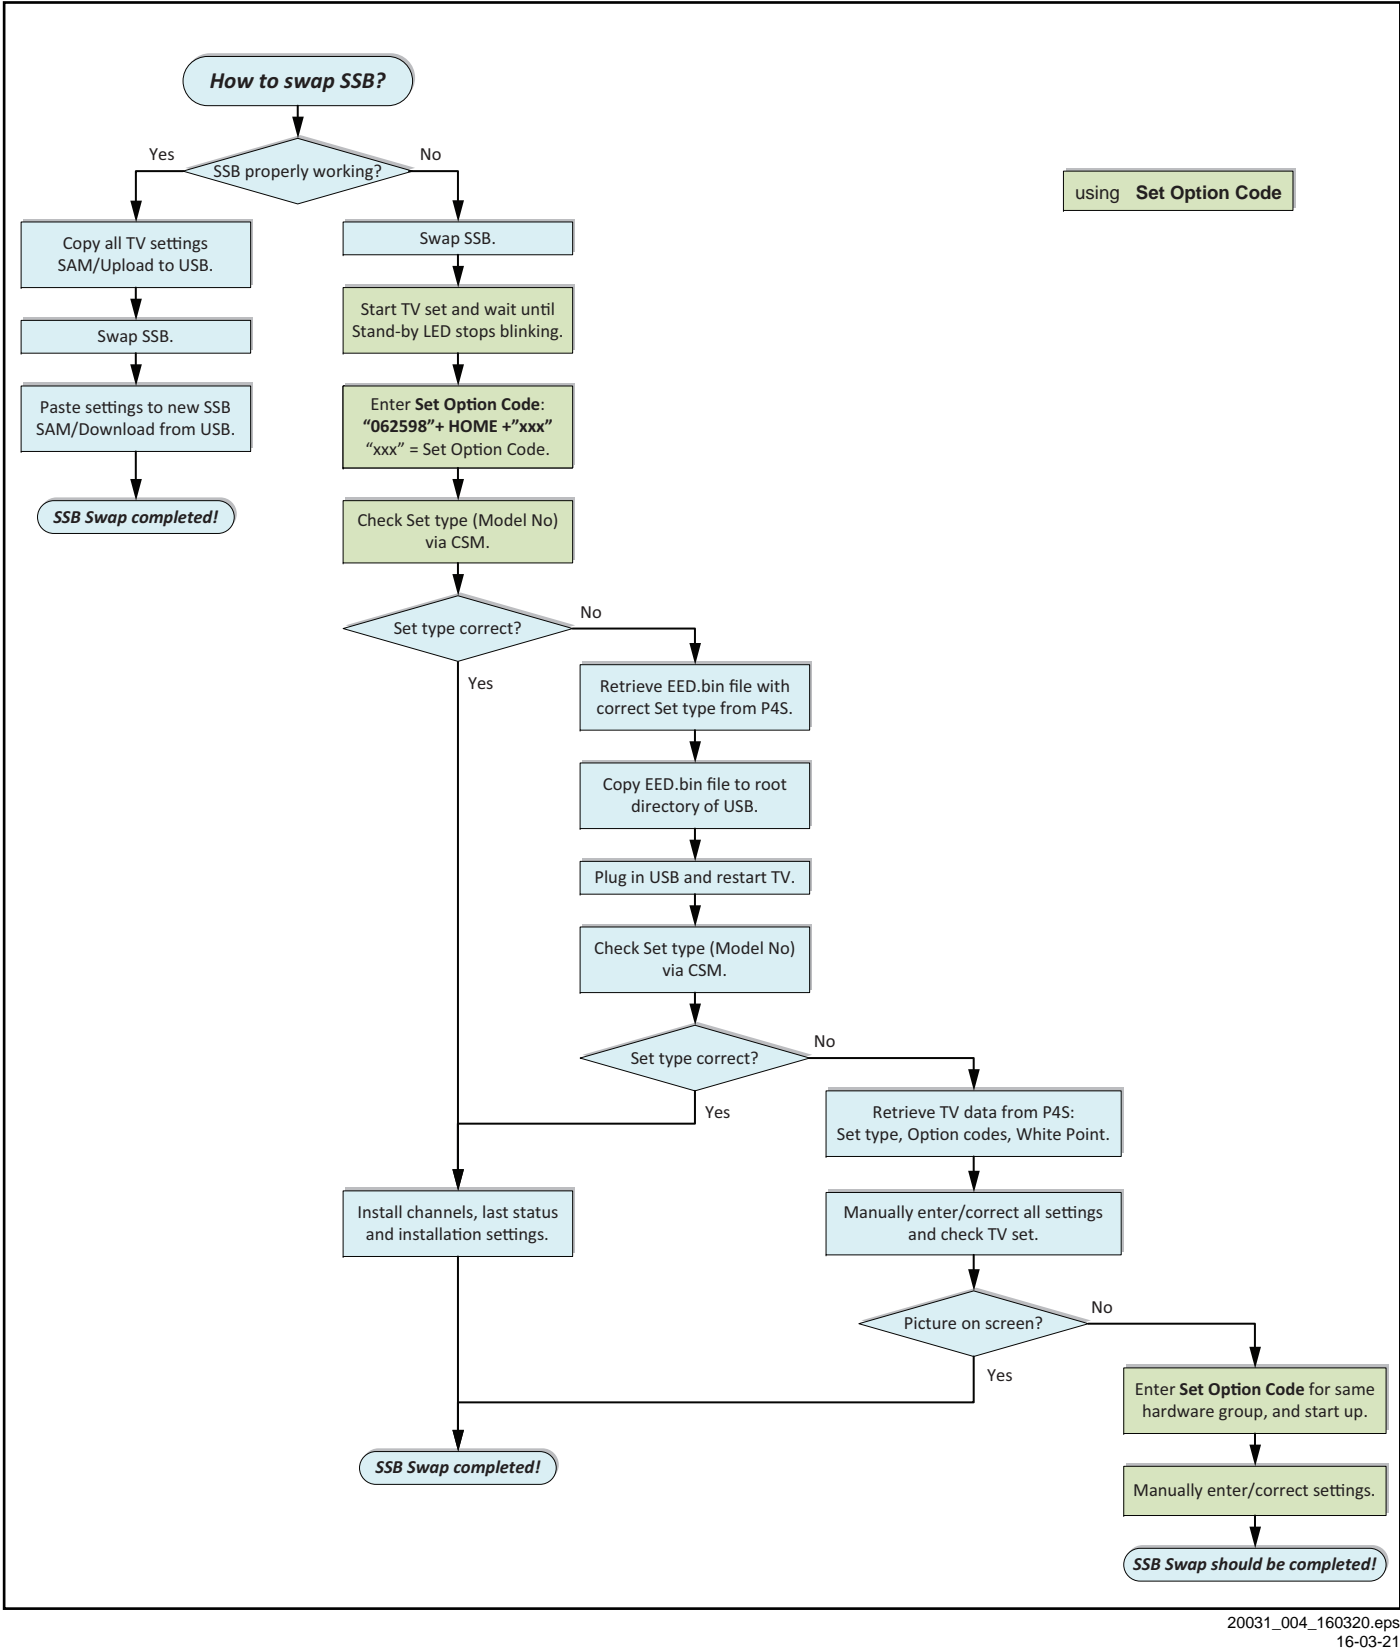 How to swap SSB?
Yes
No
SSB properly working?
using Set Option Code
Copy all TV settings
SAM/Upload to USB.
Swap SSB.
Paste settings to new SSB
SAM/Download from USB.
SSB Swap completed!
Swap SSB.
Start TV set and wait until
Stand-by LED stops blinking.
Enter Set Option Code:
“062598”+ HOME +”xxx”
“xxx” = Set Option Code.
Check Set type (Model No)
via CSM.
Set type correct?
No
Yes
Retrieve EED.bin file with
correct Set type from P4S.
Copy EED.bin file to root
directory of USB.
Plug in USB and restart TV.
Check Set type (Model No)
via CSM.
Set type correct?
No
Yes
Retrieve TV data from P4S:
Set type, Option codes, White Point.
Install channels, last status
and installation settings.
Manually enter/correct all settings
and check TV set.
Picture on screen?
No
Yes
Enter Set Option Code for same
hardware group, and start up.
SSB Swap completed!
Manually enter/correct settings.
SSB Swap should be completed!
20031_004_160320.eps
16-03-21